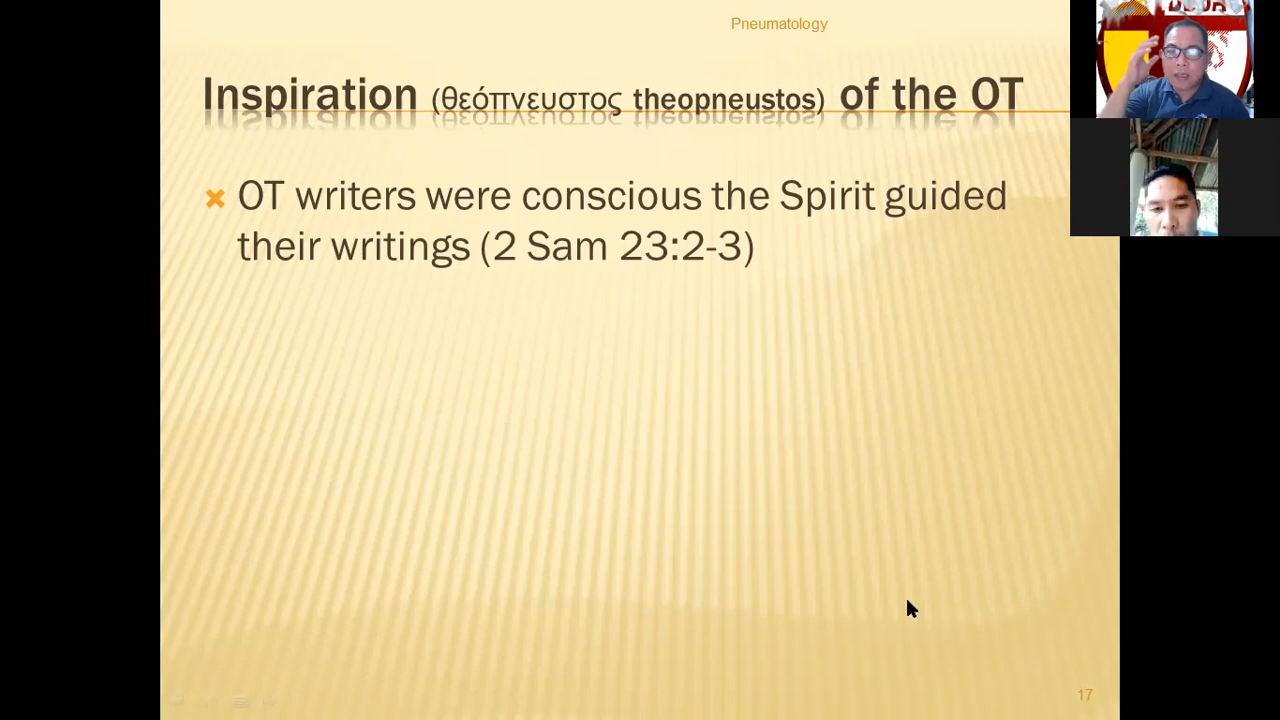 Pneumatology
Inspiration (θεόπνευστος theopneustos) of the OT
OT writers were conscious the Spirit guided
their writings (2 Sam 23:2-3)
17